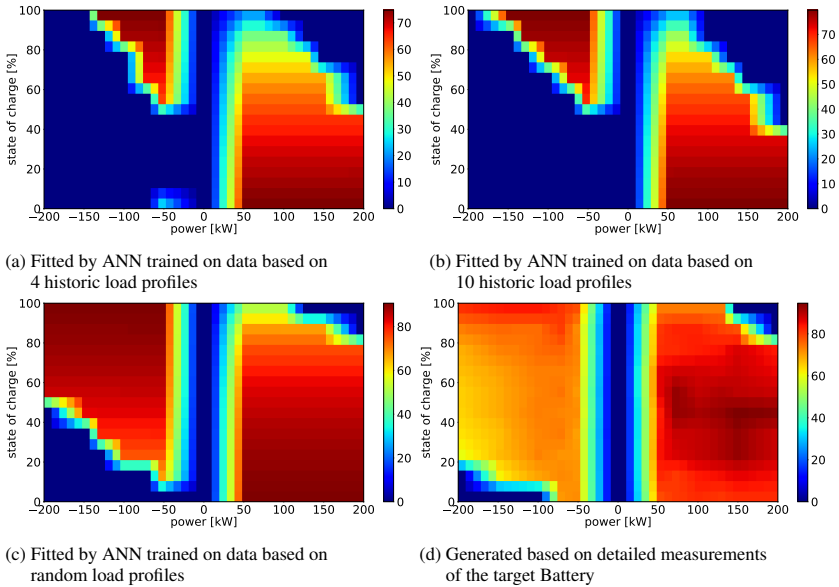 100
80
60
40
20
0
state of charge [%]
−200 −150 −100 −50 0 50 100 150 200
power [kW]
70
60
50
40
30
20
10
0
100
80
60
40
20
0
state of charge [%]
−200 −150 −100 −50 0 50 100 150 200
power [kW]
70
60
50
40
30
20
10
0
(a) Fitted by ANN trained on data based on
4 historic load profiles
(b) Fitted by ANN trained on data based on
10 historic load profiles
100
80
60
40
20
0
state of charge [%]
−200 −150 −100 −50 0 50 100 150 200
power [kW]
80
60
40
20
0
100
80
60
40
20
0
state of charge [%]
−200 −150 −100 −50 0 50 100 150 200
power [kW]
80
60
40
20
0
(c) Fitted by ANN trained on data based on
random load profiles
(d) Generated based on detailed measurements
of the target Battery